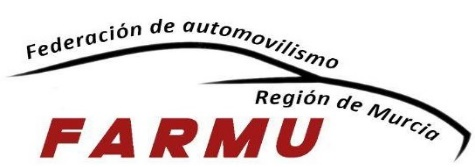 Federación de automovilismo
Región de Murcia
FARMU